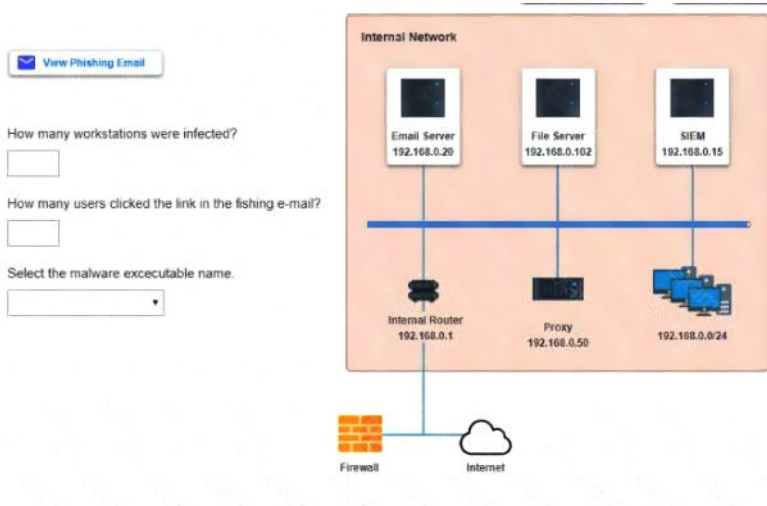 View Phishing Email
How many workstations were infected?
How many users clicked the link in the fishing e-mail?
Select the malware excecutable name.
Internal Network
Email Server
192.168.0.20
File Server
192.168.0.102
SIEM
192.168.0.15
Internal Router
192.168.0.1
Proxy
192.168.0.50
192.168.0.0/24
Firewall
Internet